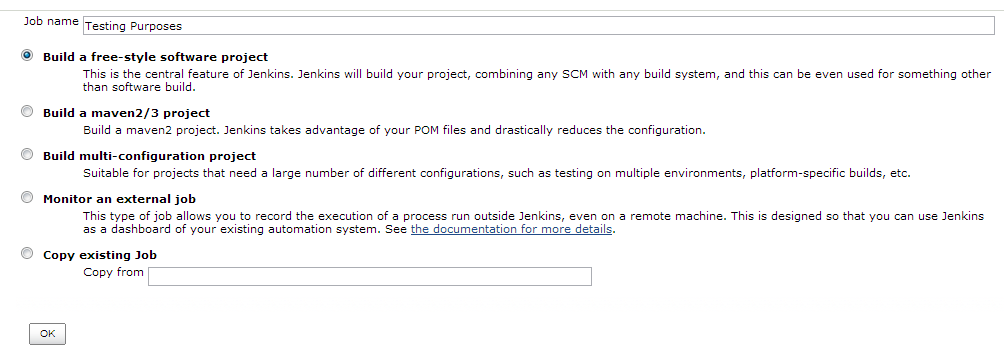 Job name Testing Purposes
Build a free-style software project
This is the central feature of Jenkins. Jenkins will build your project, combining any SCM with any build system, and this can be even used for something other
than software build.
Build a maven2/3 project
Build a maven2 project. Jenkins takes advantage of your POM files and drastically reduces the configuration.
Build multi-configuration project
Suitable for projects that need a large number of different configurations, such as testing on multiple environments, platform-specific builds, etc.
Monitor an external job
This type of job allows you to record the execution of a process run outside Jenkins, even on a remote machine. This is designed so that you can use Jenkins
as a dashboard of your existing automation system. See the documentation for more details.
Copy existing Job
Copy from
OK